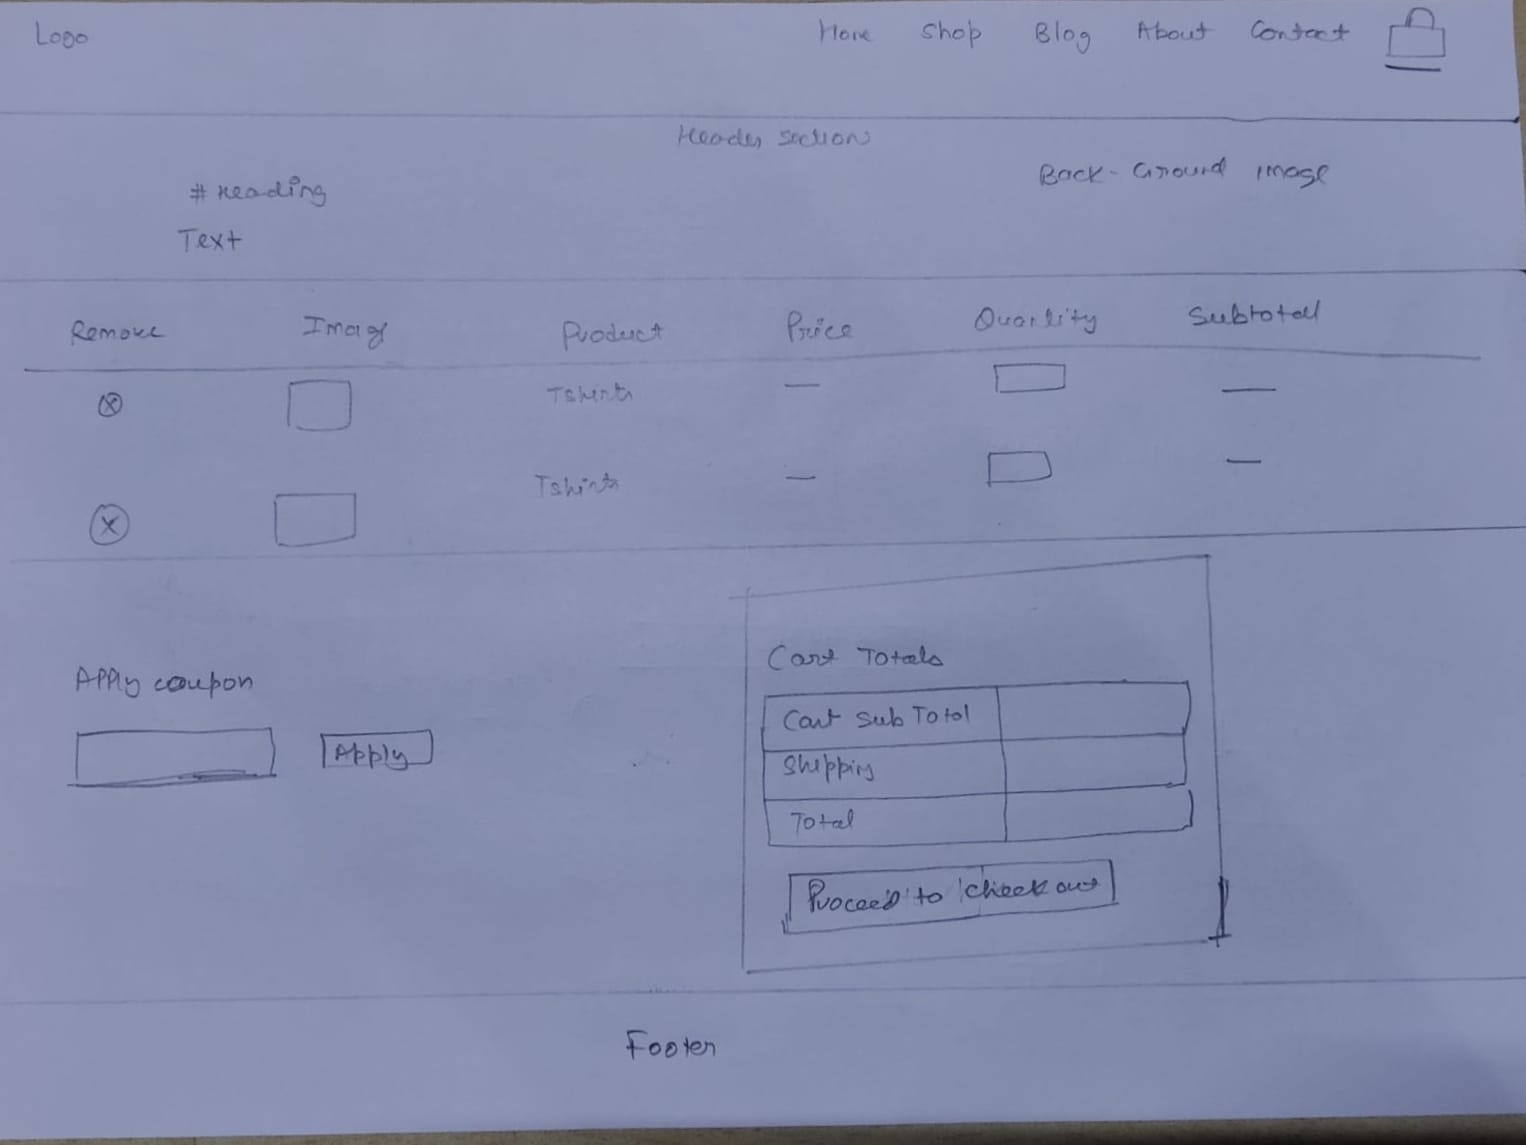 Logo Home Shop Blog About Contact
Header section
Back-Ground image
# Heading
Text
Remove Image Product Price Quantity Subtotal
Tshirts
Tshirts
Cart Totals
Apply coupon
Cart Sub Total
Apply
Shipping
Total
Proceed to check out
Footer